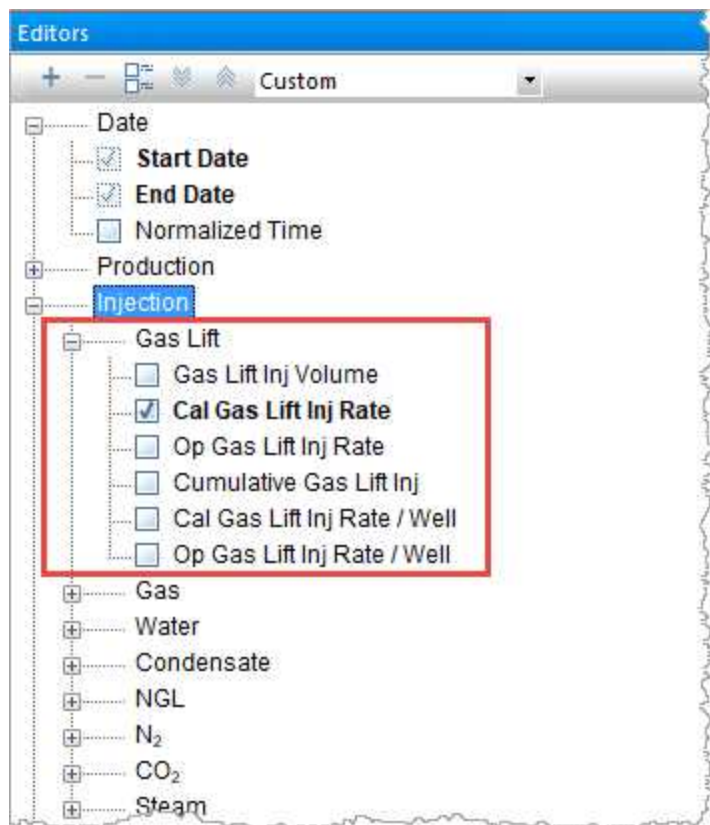 Editors
Custom
Date
Start Date
End Date
Normalized Time
Production
Injection
Gas Lift
Gas Lift Inj Volume
Cal Gas Lift Inj Rate
Op Gas Lift Inj Rate
Cumulative Gas Lift Inj
Cal Gas Lift Inj Rate / Well
Op Gas Lift Inj Rate / Well
Gas
Water
Condensate
NGL
N₂
CO₂
Steam